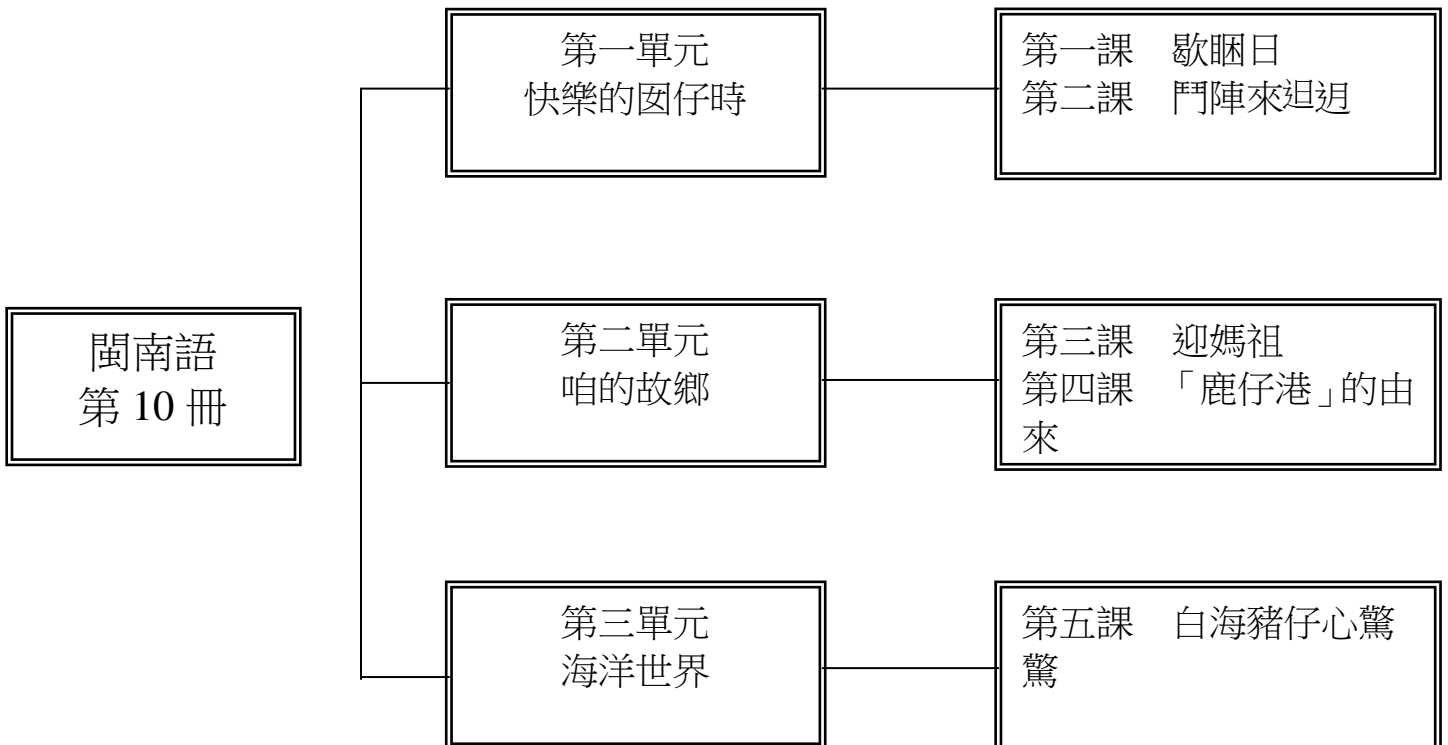 閩南語
第 10 冊
第一單元
快樂的囡仔時
第一課　歇睏日
第二課　鬥陣來𨑨迌
第二單元
咱的故鄉
第三課　迎媽祖
第四課　「鹿仔港」的由
來
第三單元
海洋世界
第五課　白海豬仔心驚
驚